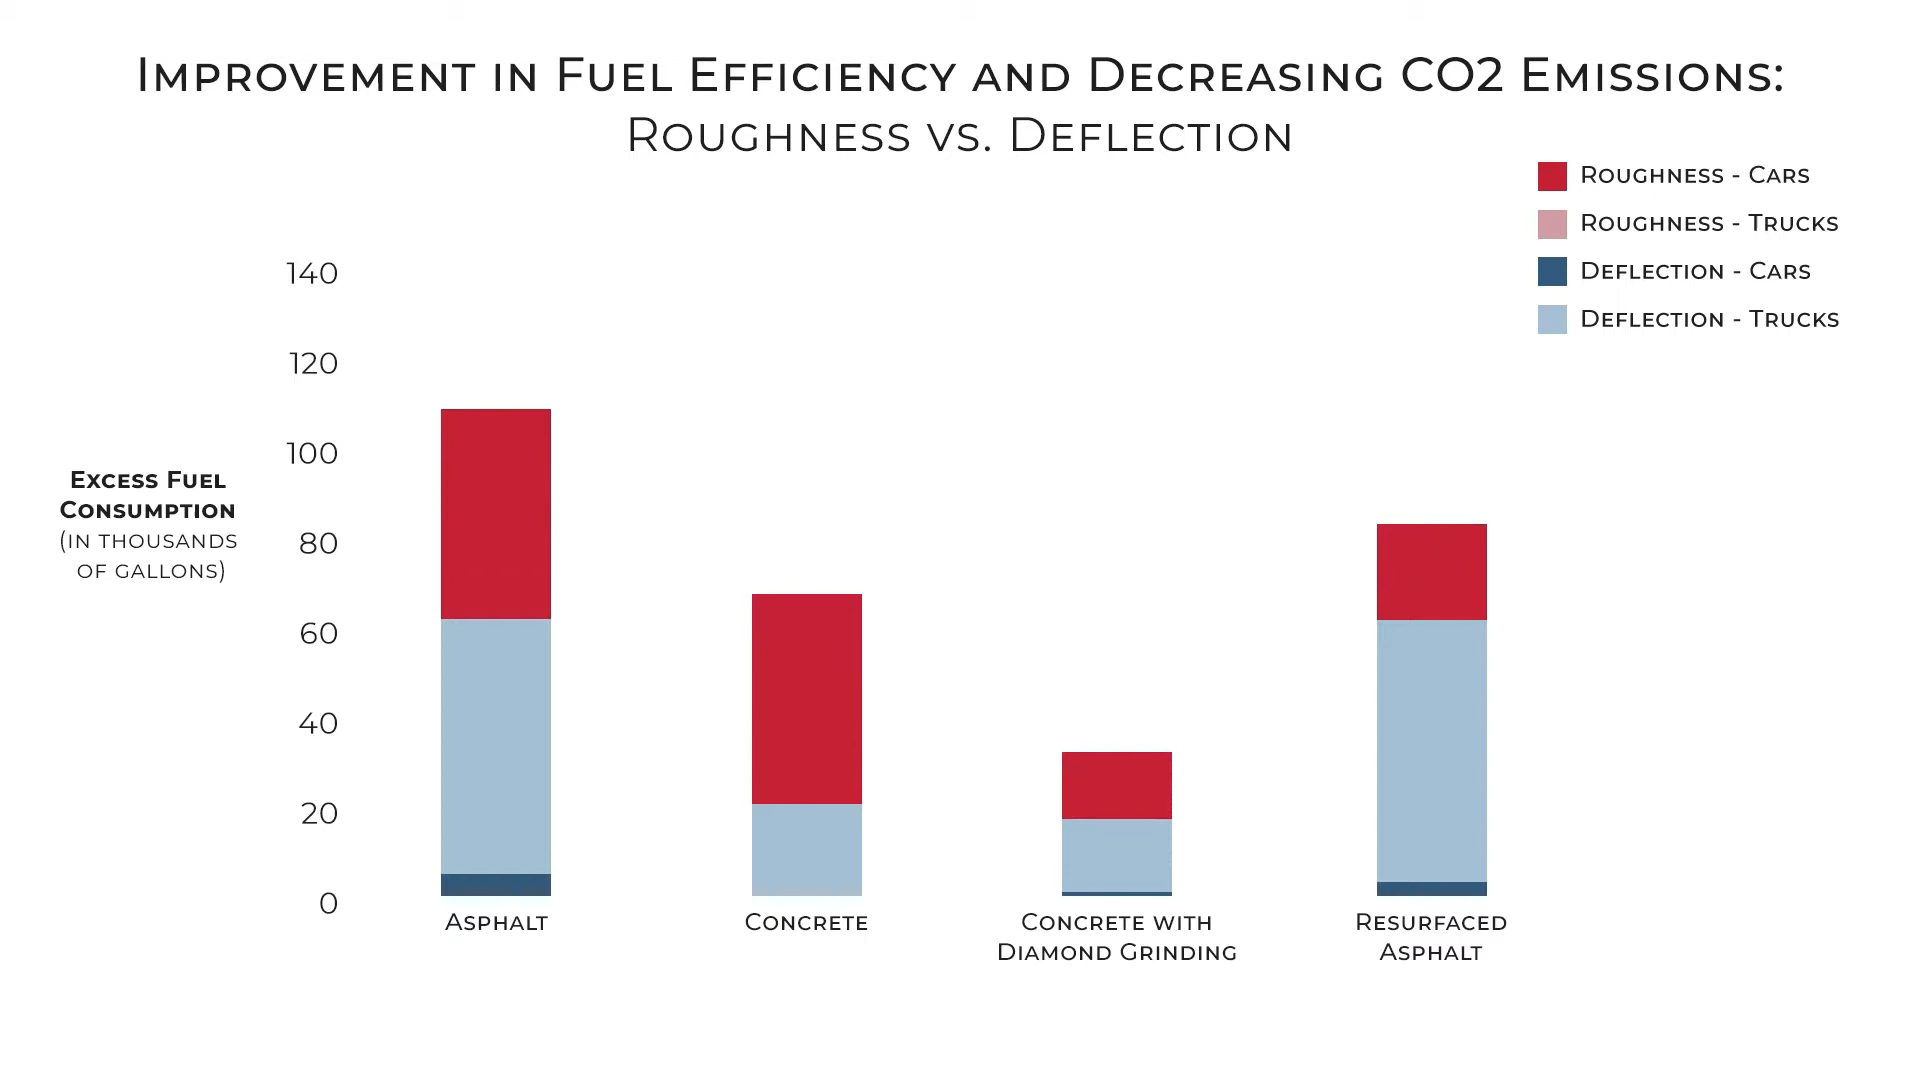 Improvement in Fuel Efficiency and Decreasing CO2 Emissions:
Roughness vs. Deflection
Roughness - Cars
Roughness - Trucks
Deflection - Cars
Deflection - Trucks
140
120
100
80
60
40
20
0
Excess Fuel
Consumption
(in thousands
of gallons)
Asphalt
Concrete
Concrete with
Diamond Grinding
Resurfaced
Asphalt